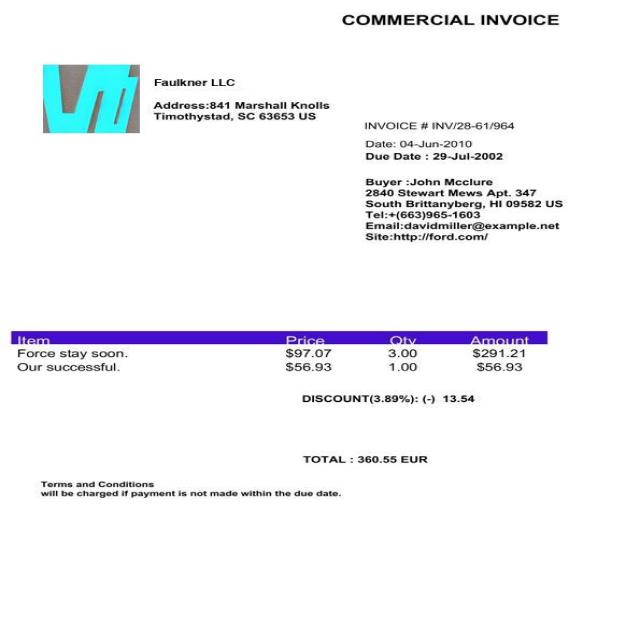 COMMERCIAL INVOICE
Faulkner LLC
Address:841 Marshall Knolls
Timothystad, SC 63653 US
INVOICE # INV/28-61/964
Date: 04-Jun-2010
Due Date : 29-Jul-2002
Buyer :John Mcclure
2840 Stewart Mews Apt. 347
South Brittanyberg, HI 09582 US
Tel:+(663)965-1603
Email:davidmiller@example.net
Site:http://ford.com/
Item Price Qty Amount
Force stay soon. $97.07 3.00 $291.21
Our successful. $56.93 1.00 $56.93
DISCOUNT(3.89%): (-) 13.54
TOTAL : 360.55 EUR
Terms and Conditions
will be charged if payment is not made within the due date.